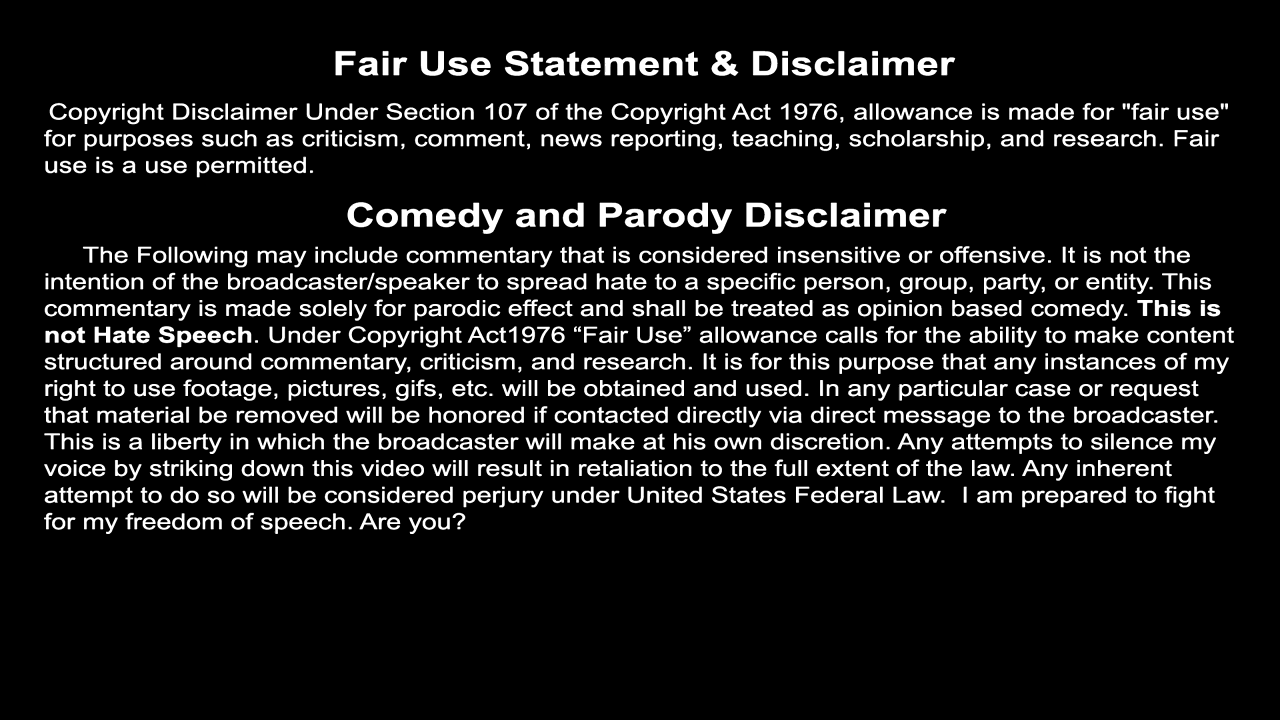 Fair Use Statement & Disclaimer
Copyright Disclaimer Under Section 107 of the Copyright Act 1976, allowance is made for "fair use"
for purposes such as criticism, comment, news reporting, teaching, scholarship, and research. Fair
use is a use permitted.
Comedy and Parody Disclaimer
The Following may include commentary that is considered insensitive or offensive. It is not the
intention of the broadcaster/speaker to spread hate to a specific person, group, party, or entity. This
commentary is made solely for parodic effect and shall be treated as opinion based comedy. This is
not Hate Speech. Under Copyright Act1976 “Fair Use” allowance calls for the ability to make content
structured around commentary, criticism, and research. It is for this purpose that any instances of my
right to use footage, pictures, gifs, etc. will be obtained and used. In any particular case or request
that material be removed will be honored if contacted directly via direct message to the broadcaster.
This is a liberty in which the broadcaster will make at his own discretion. Any attempts to silence my
voice by striking down this video will result in retaliation to the full extent of the law. Any inherent
attempt to do so will be considered perjury under United States Federal Law.  I am prepared to fight
for my freedom of speech. Are you?